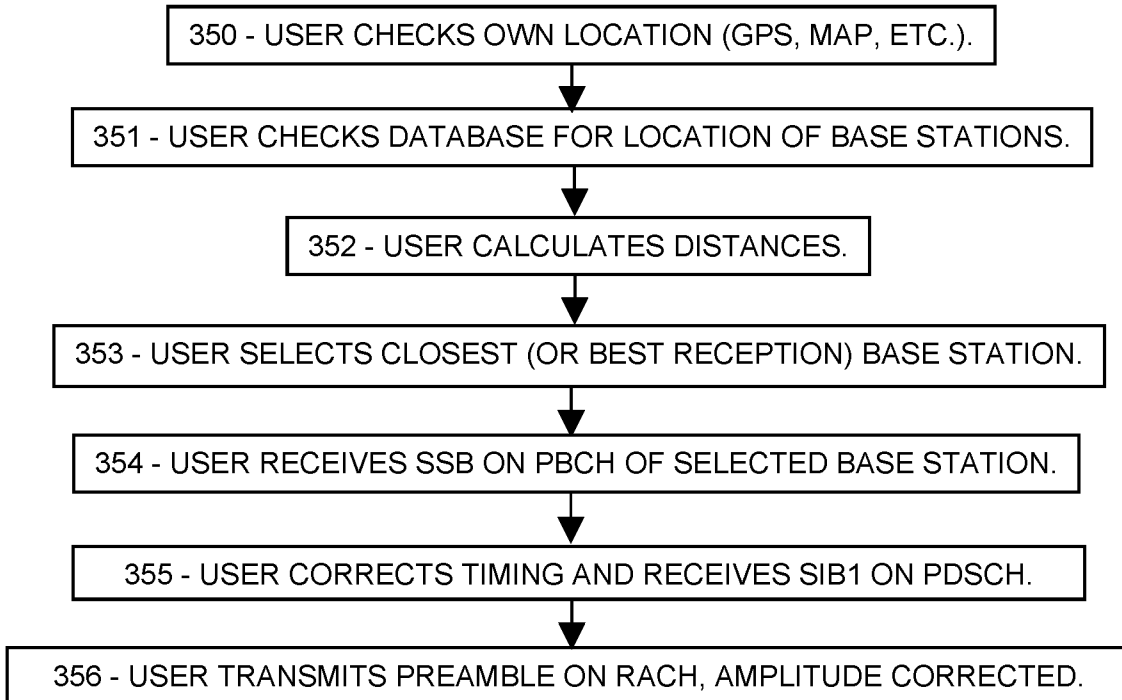 350 - USER CHECKS OWN LOCATION (GPS, MAP, ETC.).
351 - USER CHECKS DATABASE FOR LOCATION OF BASE STATIONS.
352 - USER CALCULATES DISTANCES.
353 - USER SELECTS CLOSEST (OR BEST RECEPTION) BASE STATION.
354 - USER RECEIVES SSB ON PBCH OF SELECTED BASE STATION.
355 - USER CORRECTS TIMING AND RECEIVES SIB1 ON PDSCH.
356 - USER TRANSMITS PREAMBLE ON RACH, AMPLITUDE CORRECTED.